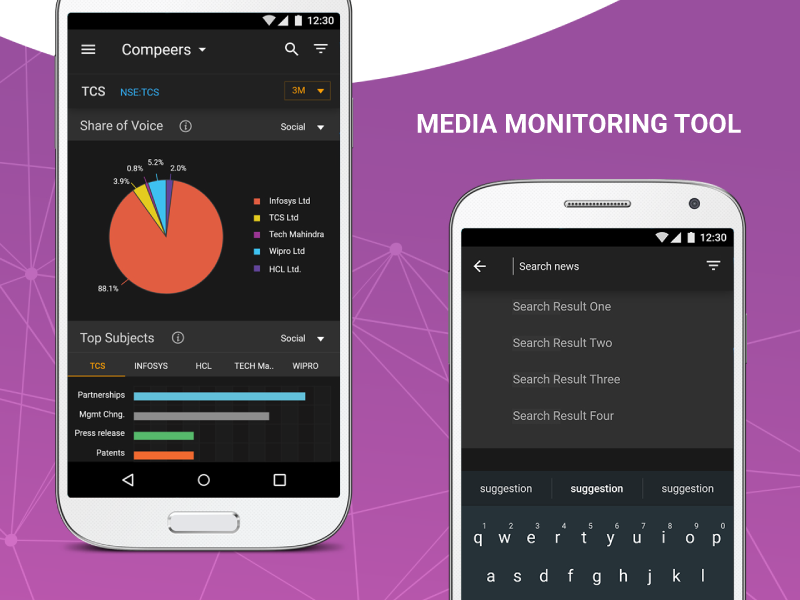 12:30
Compeers
TCS NSE:TCS 3M
Share of Voice Social
5.2%
0.8% 2.0%
3.9%
88.1%
Infosys Ltd
TCS Ltd
Tech Mahindra
Wipro Ltd
HCL Ltd.
Top Subjects Social
TCS INFOSYS HCL TECH Ma.. WIPRO
Partnerships
Mgmt Chng.
Press release
Patents
MEDIA MONITORING TOOL
12:30
Search news
Search Result One
Search Result Two
Search Result Three
Search Result Four
suggestion suggestion suggestion
1 2 3 4 5 6 7 8 9 0
q w e r t y u i o p
a s d f g h j k l